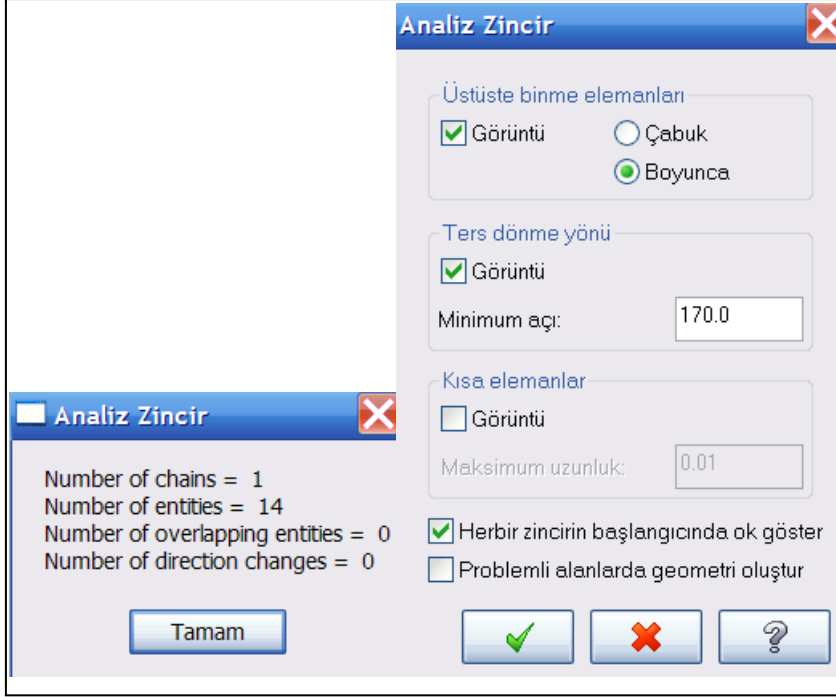 Analiz Zincir
Üstüste binme elemanları
Görüntü
Çabuk
Boyunca
Ters dönme yönü
Görüntü
Minimum açı:
170.0
Kısa elemanlar
Görüntü
Maksimum uzunluk:
0.01
Herbir zincirin başlangıcında ok göster
Problemli alanlarda geometri oluştur
Analiz Zincir
Number of chains = 1
Number of entities = 14
Number of overlapping entities = 0
Number of direction changes = 0
Tamam